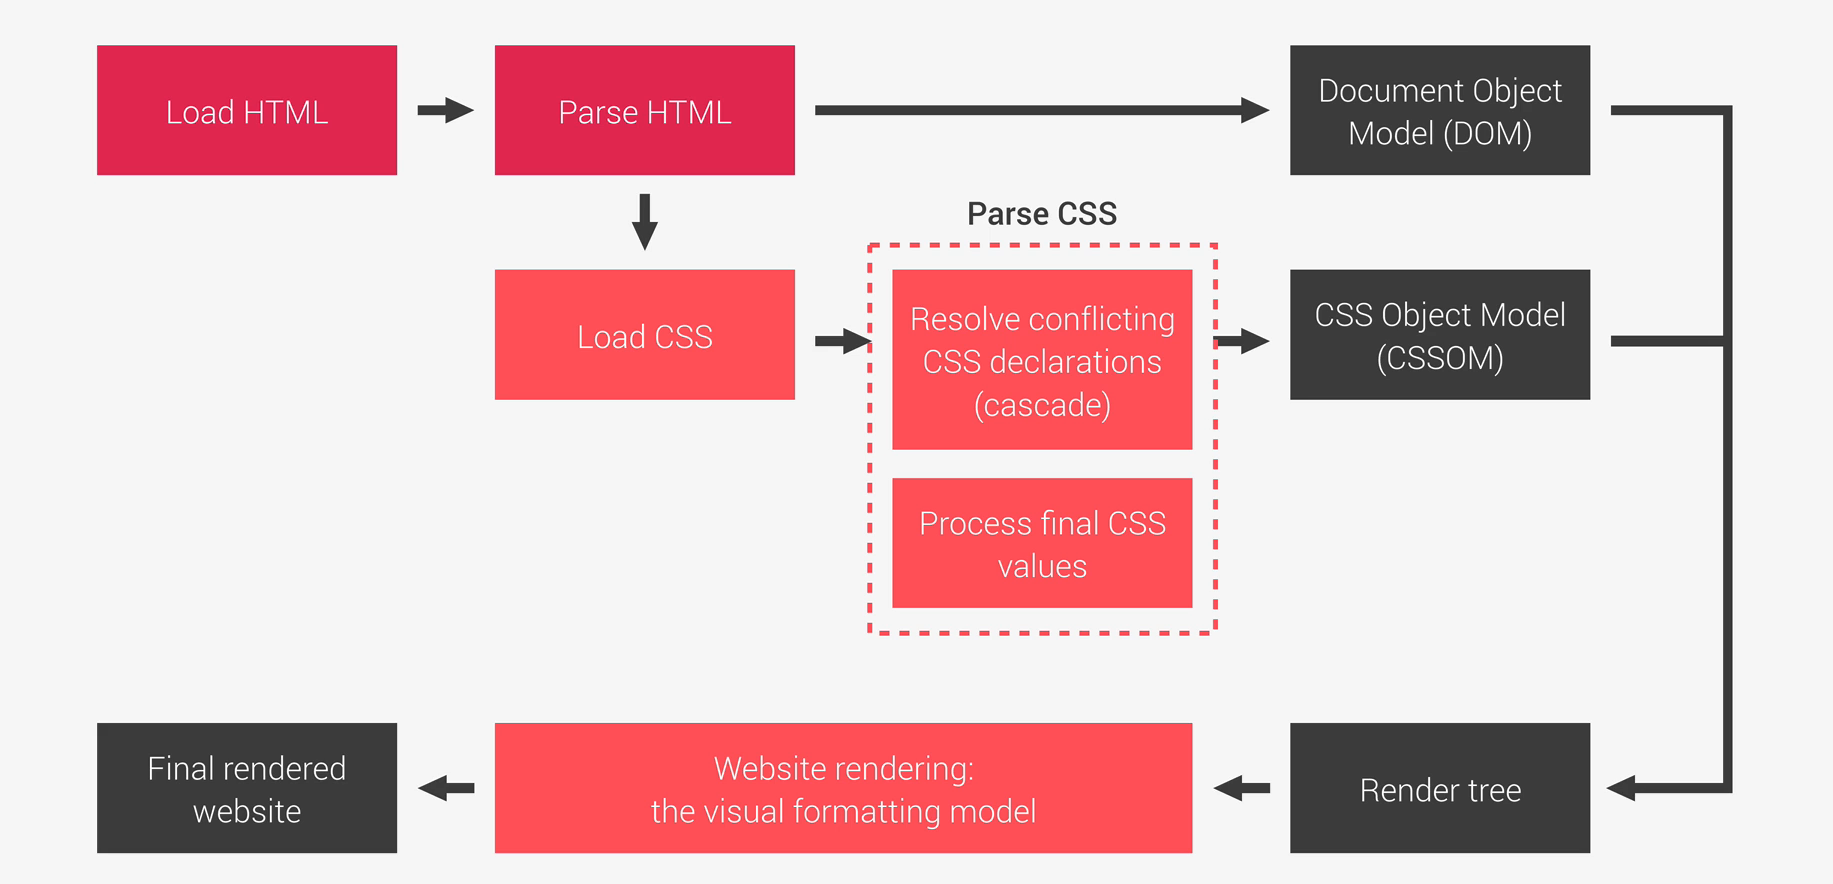 Load HTML
Parse HTML
Document Object
Model (DOM)
Parse CSS
Load CSS
Resolve conflicting
CSS declarations
(cascade)
CSS Object Model
(CSSOM)
Process final CSS
values
Final rendered
website
Website rendering:
the visual formatting model
Render tree